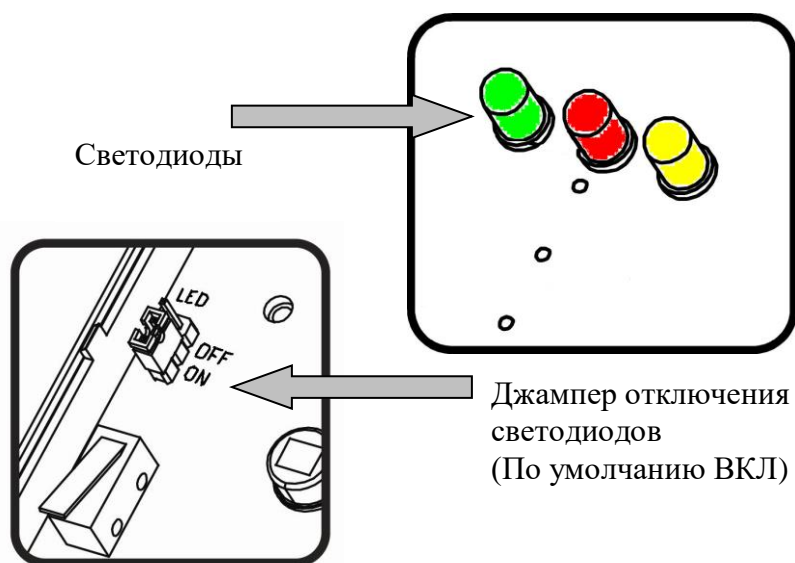 Светодиоды
LED
OFF
ON
Джампер отключения
светодиодов
(По умолчанию ВКЛ)